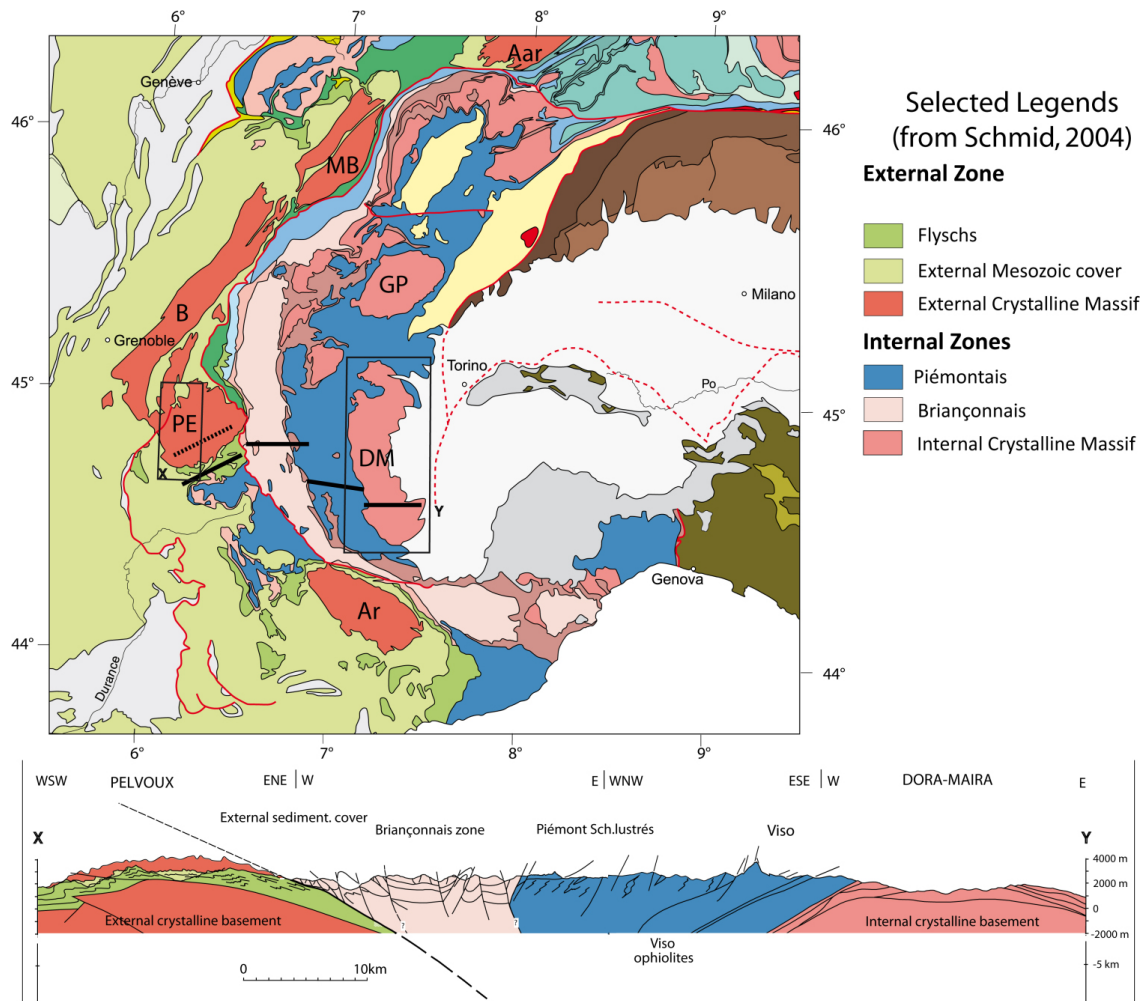 6°
7°
8°
9°
Aar
Genève
46°
46°
MB
B
GP
Grenoble
Milano
Torino
Po
45°
45°
PE
DM
X
Y
Genova
Ar
44°
44°
Durance
6°
7°
8°
9°
Selected Legends
(from Schmid, 2004)
External Zone
Flyschs
External Mesozoic cover
External Crystalline Massif
Internal Zones
Piémontais
Briançonnais
Internal Crystalline Massif
WSW PELVOUX ENE W E WNW ESE W DORA-MAIRA E
External sediment. cover
Briançonnais zone
Piémont Sch.lustrés
Viso
X
Y
4000 m
2000 m
0
-2000 m
-5 km
External crystalline basement
?
?
Internal crystalline basement
Viso
ophiolites
0 10km